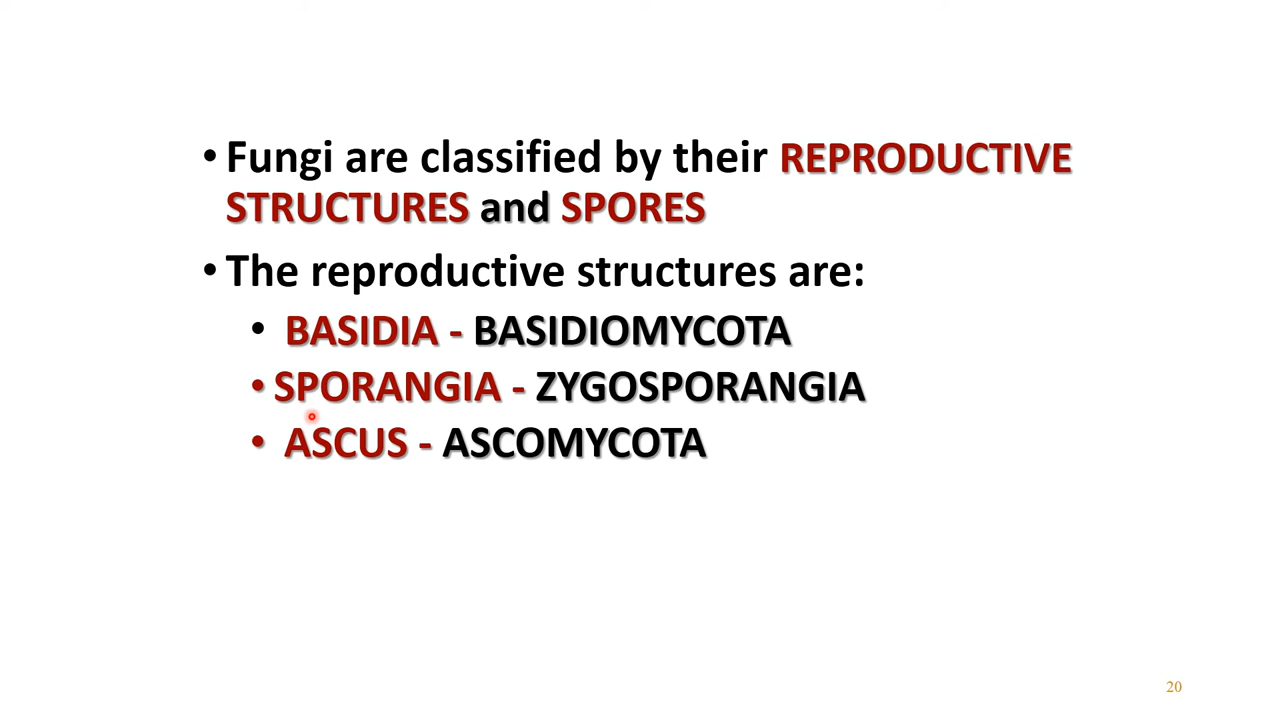 • Fungi are classified by their REPRODUCTIVE
STRUCTURES and SPORES
• The reproductive structures are:
• BASIDIA - BASIDIOMYCOTA
• SPORANGIA - ZYGOSPORANGIA
• ASCUS - ASCOMYCOTA
20